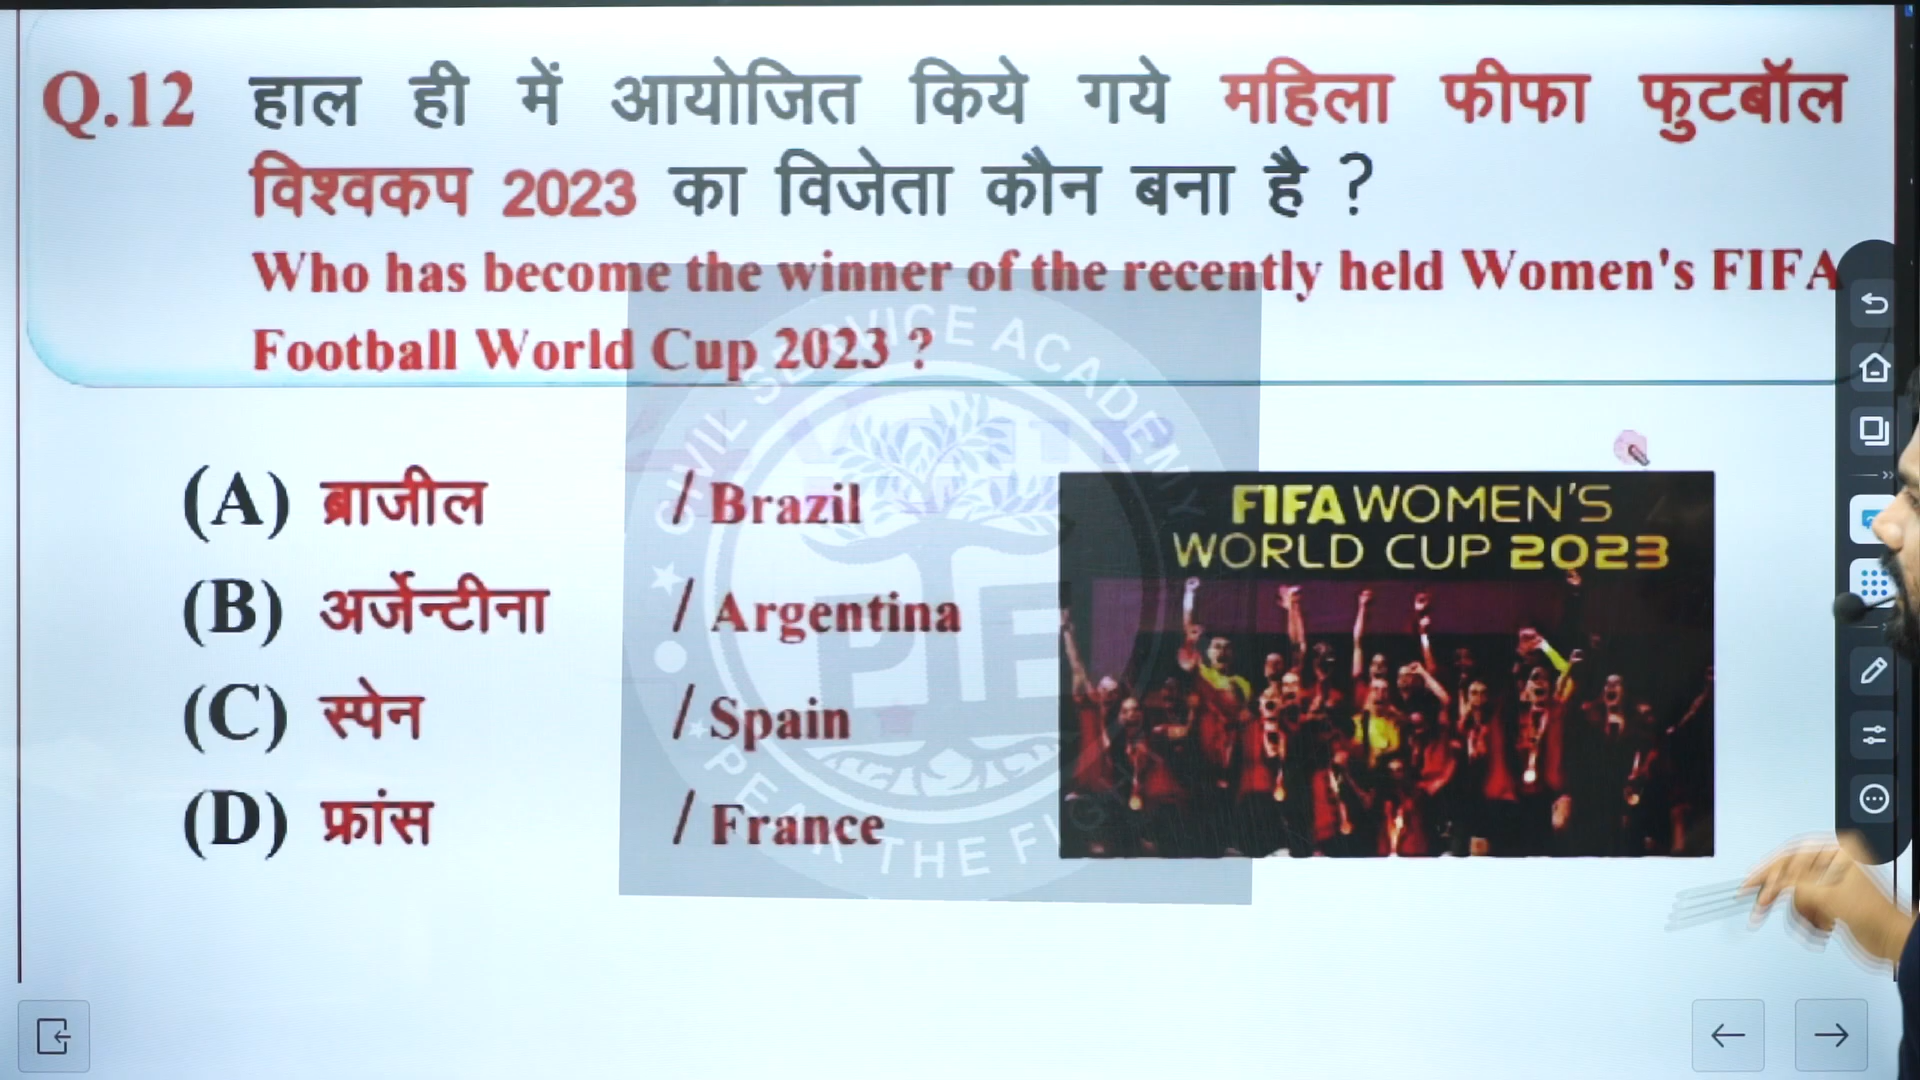 Q.12 हाल ही में आयोजित किये गये महिला फीफा फुटबॉल
विश्वकप 2023 का विजेता कौन बना है ?
Who has become the winner of the recently held Women's FIFA
Football World Cup 2023 ?
(A) ब्राजील / Brazil
(B) अर्जेन्टीना / Argentina
(C) स्पेन / Spain
(D) फ्रांस / France
FIFA WOMEN'S
WORLD CUP 2023
CIVIL SERVICE ACADEMY